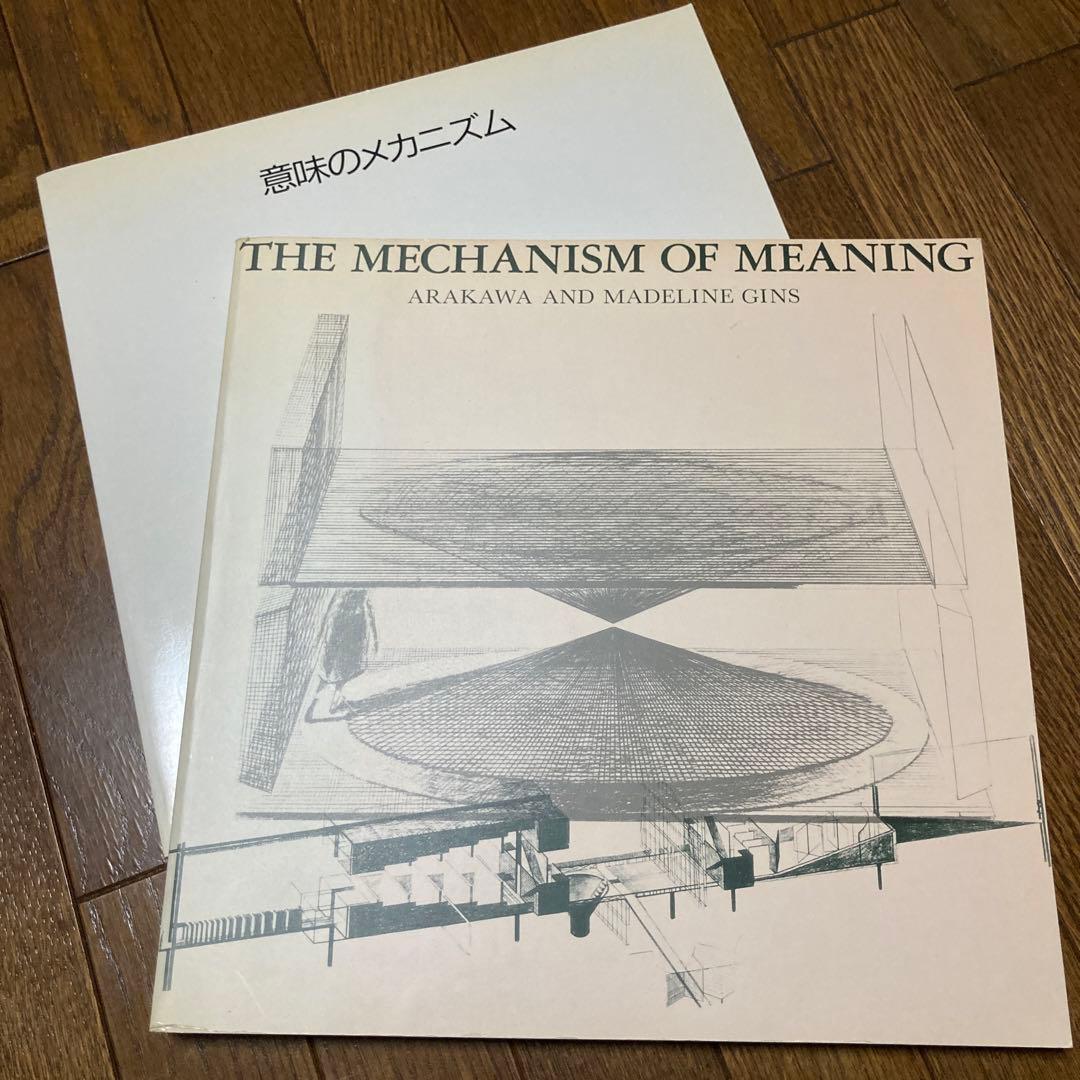 意味のメカニズム
THE MECHANISM OF MEANING
ARAKAWA AND MADELINE GINS